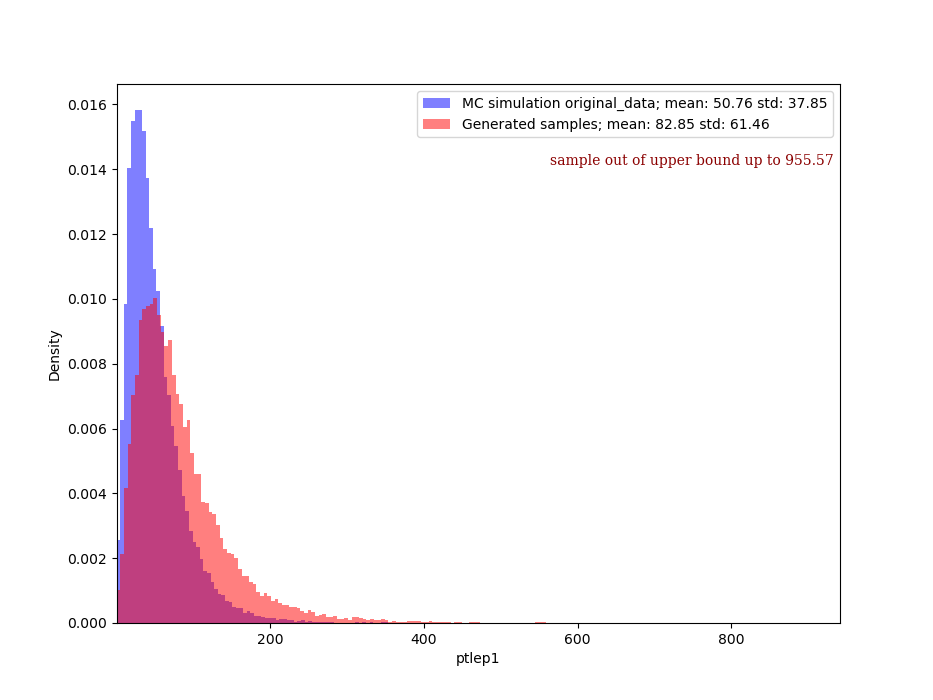 MC simulation original_data; mean: 50.76 std: 37.85
Generated samples; mean: 82.85 std: 61.46
sample out of upper bound up to 955.57
0.016
0.014
0.012
0.010
0.008
0.006
0.004
0.002
0.000
Density
200 400 600 800
ptlep1